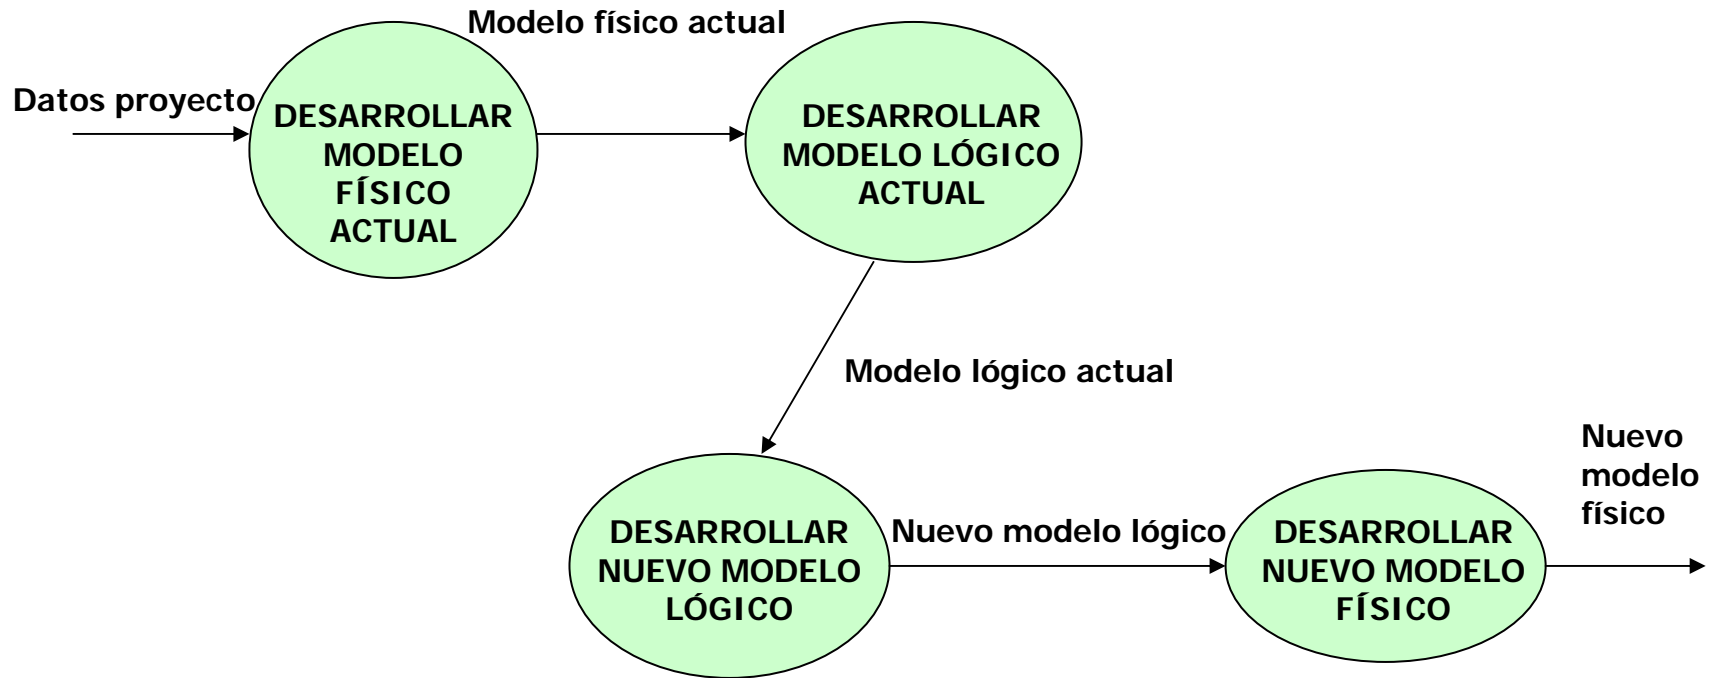 Modelo físico actual
Datos proyecto
DESARROLLAR
MODELO
FÍSICO
ACTUAL
DESARROLLAR
MODELO LÓGICO
ACTUAL
Modelo lógico actual
DESARROLLAR
NUEVO MODELO
LÓGICO
Nuevo modelo lógico
DESARROLLAR
NUEVO MODELO
FÍSICO
Nuevo
modelo
físico